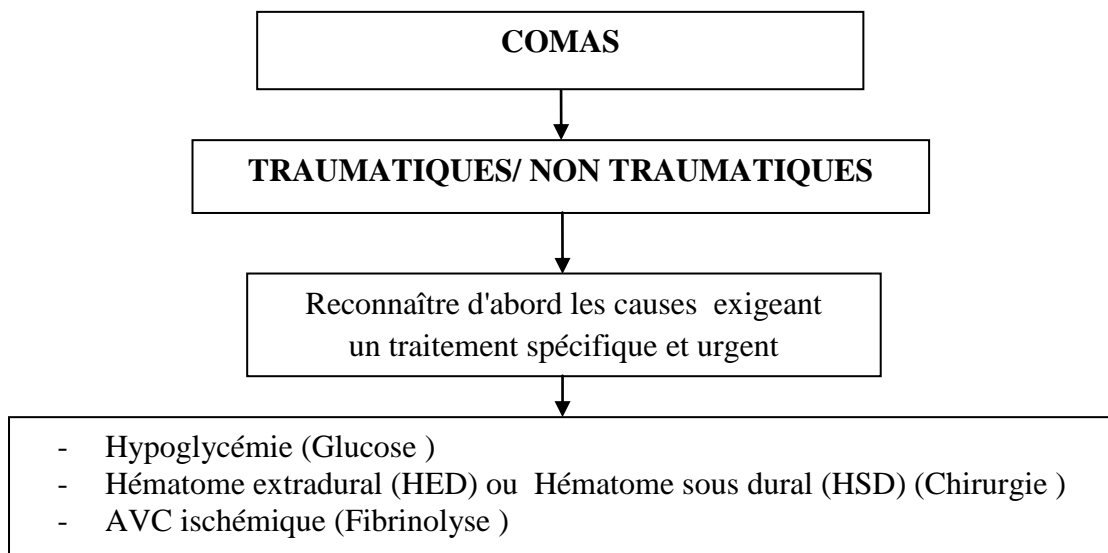 COMAS
TRAUMATIQUES/ NON TRAUMATIQUES
Reconnaître d'abord les causes  exigeant
un traitement spécifique et urgent
- Hypoglycémie (Glucose )
- Hématome extradural (HED) ou  Hématome sous dural (HSD) (Chirurgie )
- AVC ischémique (Fibrinolyse )